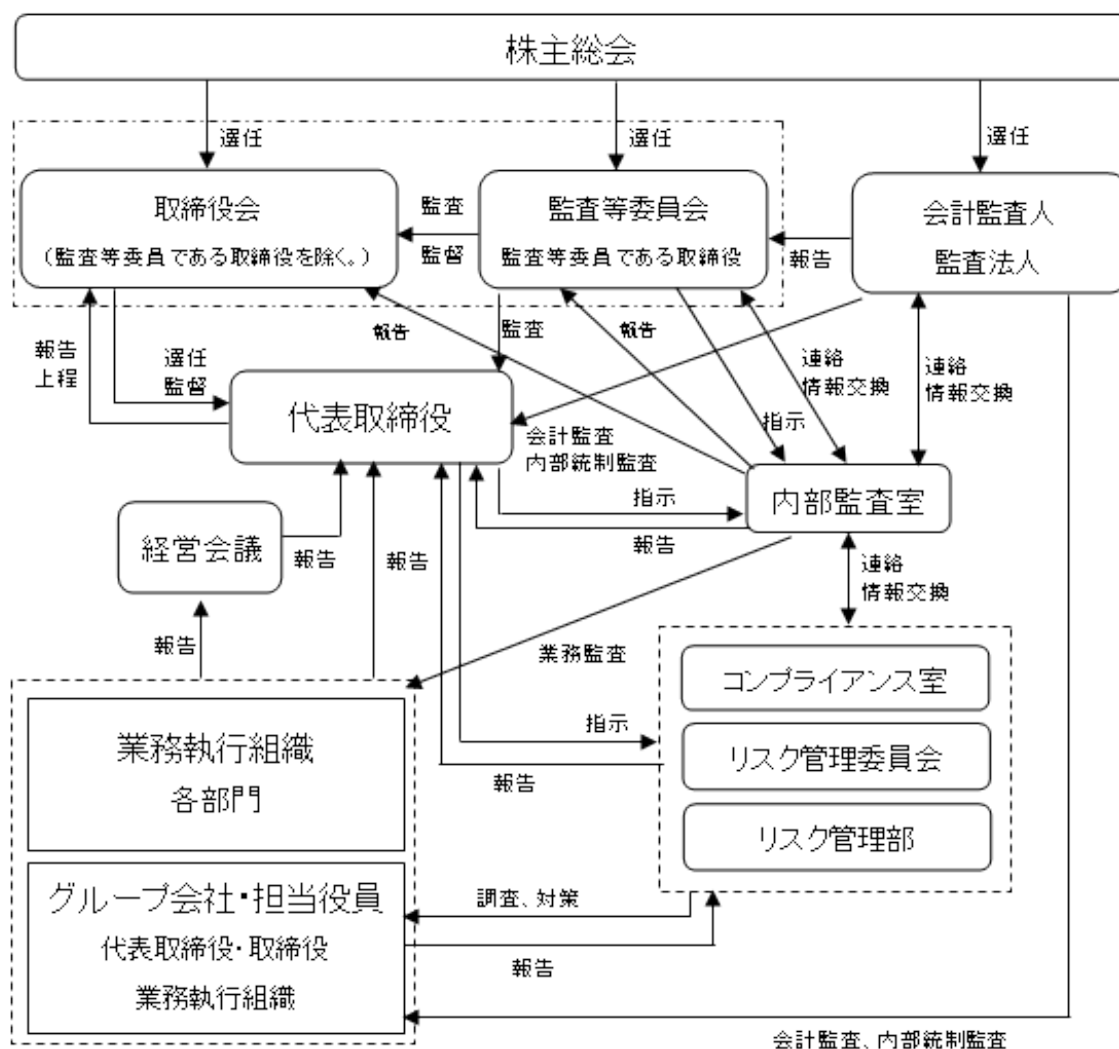 株主総会
選任
選任
選任
取締役会
（監査等委員である取締役を除く。）
監査
監督
監査等委員会
監査等委員である取締役
報告
会計監査人
監査法人
報告
上程
選任
監督
報告
監査
報告
連絡
情報交換
連絡
情報交換
指示
代表取締役
会計監査
内部統制監査
指示
報告
内部監査室
経営会議
報告
報告
連絡
情報交換
報告
業務監査
コンプライアンス室
リスク管理委員会
リスク管理部
指示
報告
業務執行組織
各部門
グループ会社・担当役員
代表取締役・取締役
業務執行組織
調査、対策
報告
会計監査、内部統制監査